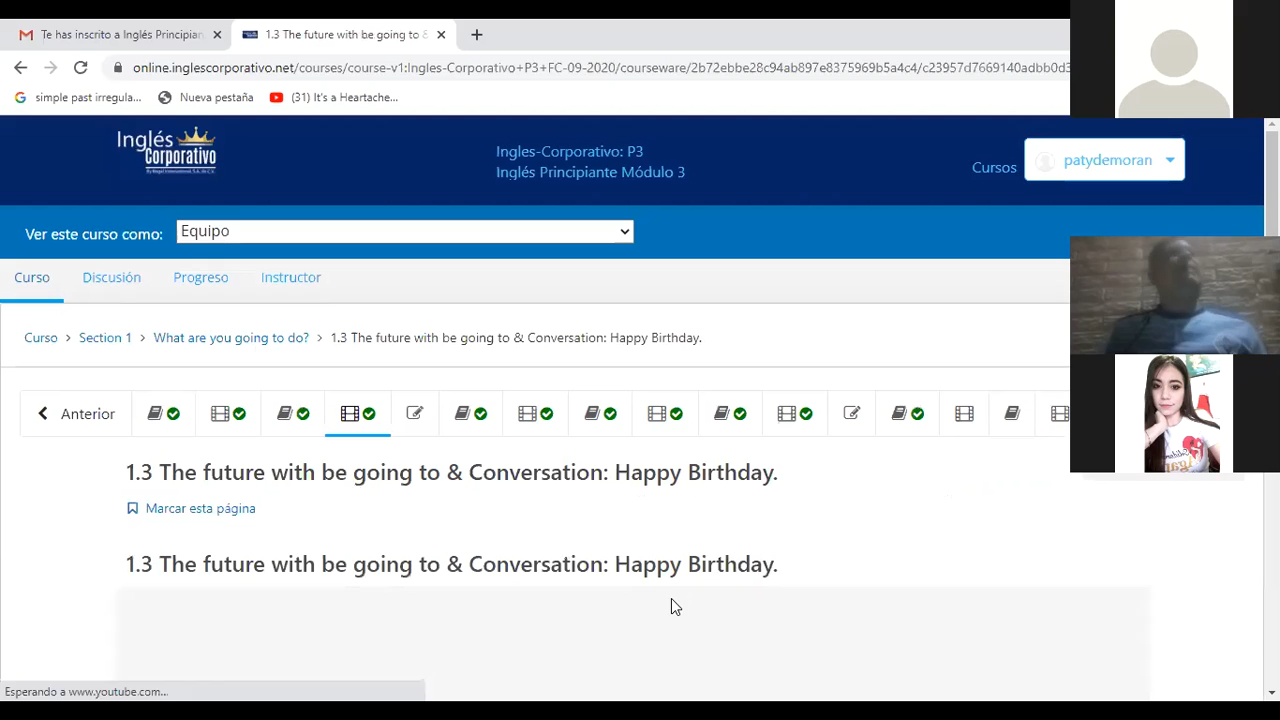 Te has inscrito a Inglés Principian
1.3 The future with be going to &
online.inglescorporativo.net/courses/course-v1:Ingles-Corporativo+P3+FC-09-2020/courseware/2b72ebbe28c94ab897e8375969b5a4c4/c23957d7669140adbb0d3
simple past irregula...
Nueva pestaña
(31) It's a Heartache...
Inglés
Corporativo
Ingles-Corporativo: P3
Inglés Principiante Módulo 3
Cursos
patydemoran
Ver este curso como:
Equipo
Curso
Discusión
Progreso
Instructor
Curso > Section 1 > What are you going to do? > 1.3 The future with be going to & Conversation: Happy Birthday.
Anterior
1.3 The future with be going to & Conversation: Happy Birthday.
Marcar esta página
1.3 The future with be going to & Conversation: Happy Birthday.
Esperando a www.youtube.com...